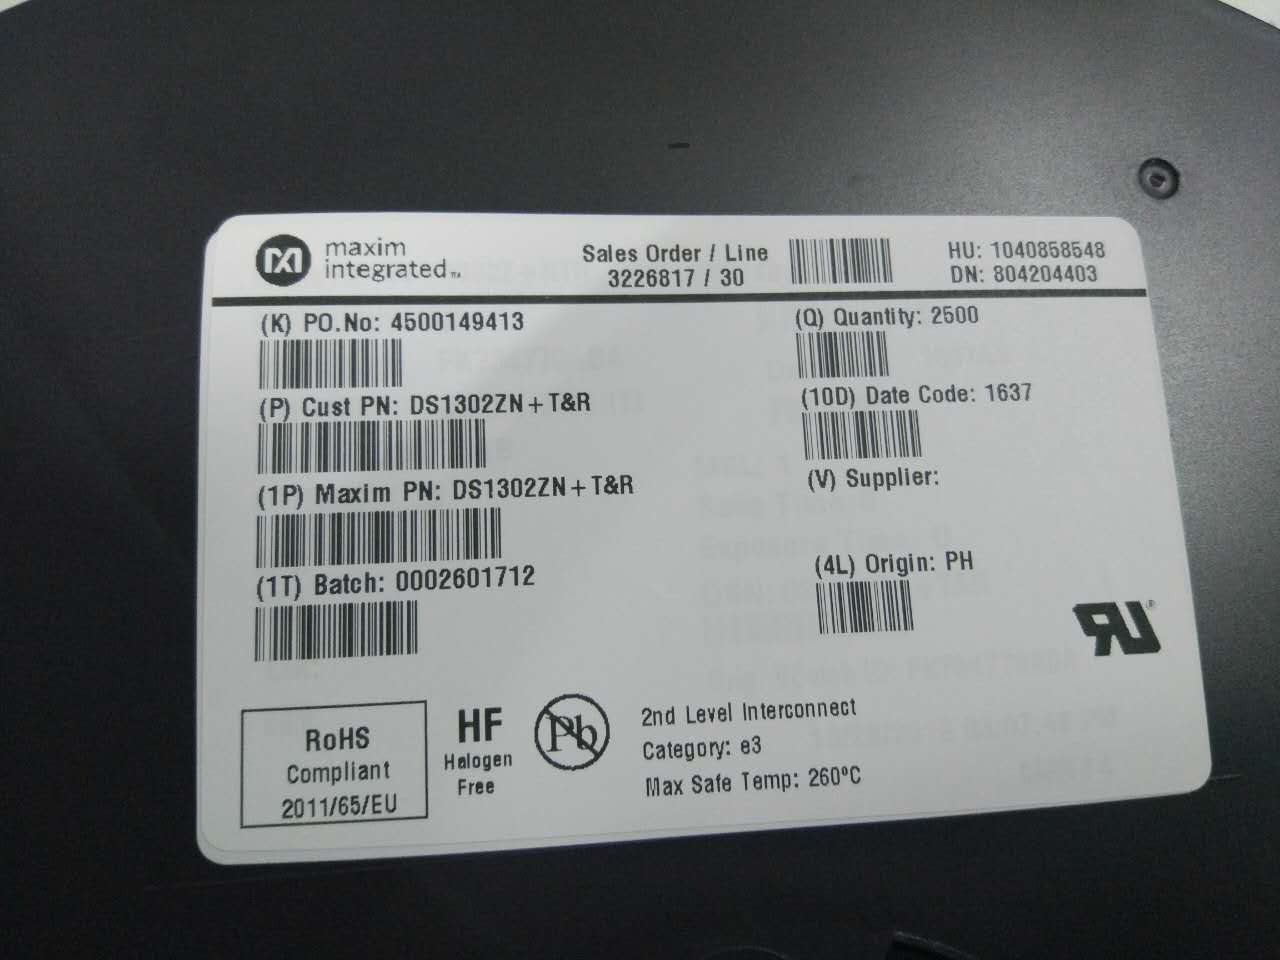 maxim
integrated™
Sales Order / Line
3226817 / 30
HU: 1040858548
DN: 804204403
(K) PO.No: 4500149413
(Q) Quantity: 2500
(P) Cust PN: DS1302ZN+T&R
(10D) Date Code: 1637
(1P) Maxim PN: DS1302ZN+T&R
(V) Supplier:
(1T) Batch: 0002601712
(4L) Origin: PH
RoHS
Compliant
2011/65/EU
HF
Halogen
Free
Pb
2nd Level Interconnect
Category: e3
Max Safe Temp: 260ºC